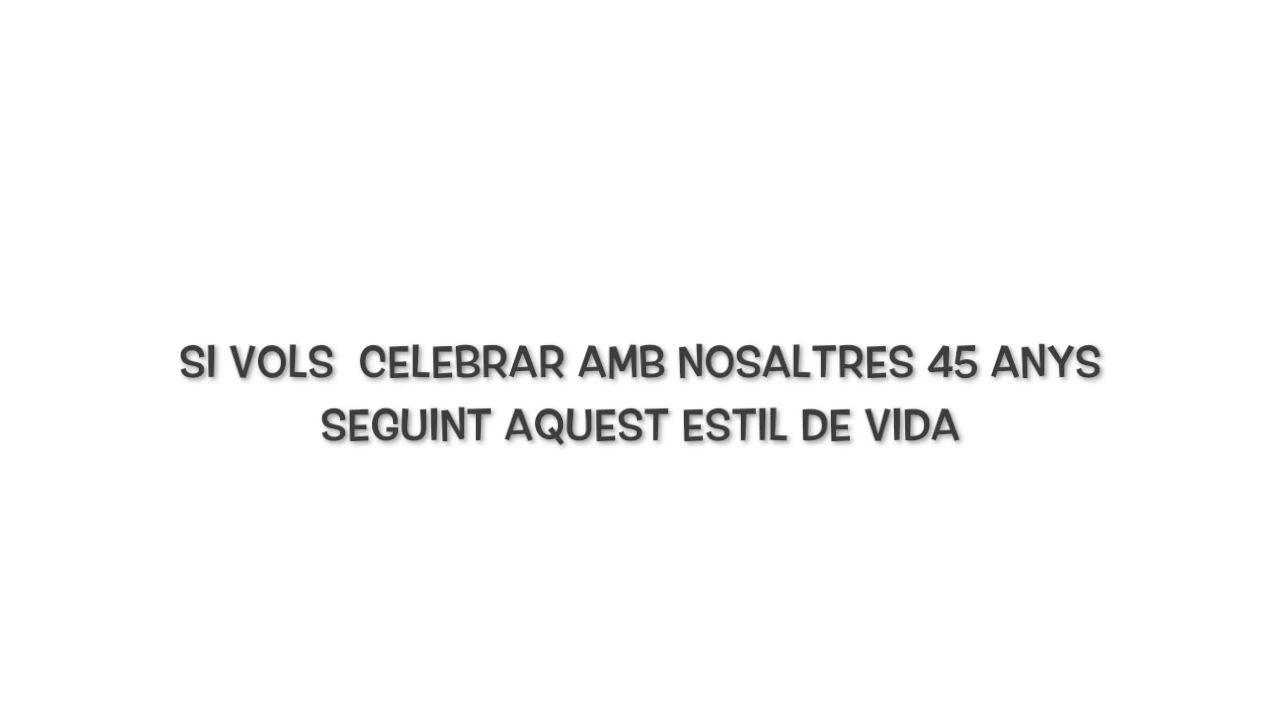 SI VOLS  CELEBRAR AMB NOSALTRES 45 ANYS
SEGUINT AQUEST ESTIL DE VIDA